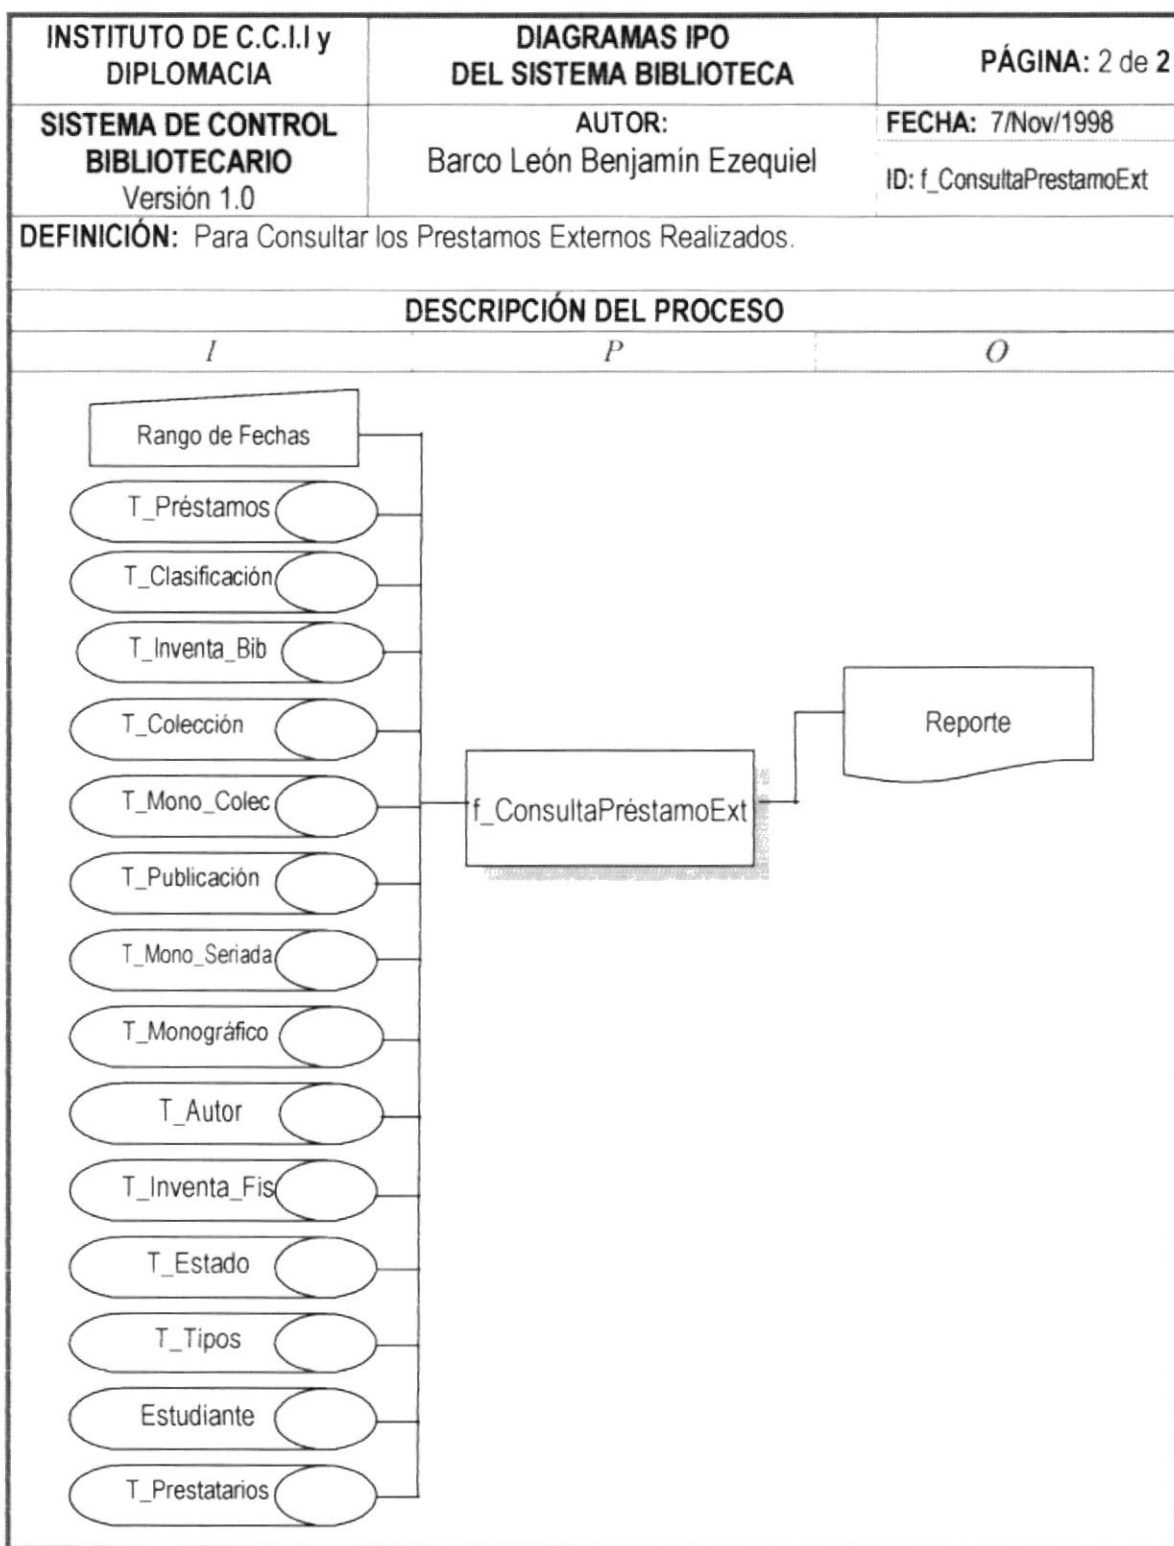 INSTITUTO DE C.C.I.I y
DIPLOMACIA
DIAGRAMAS IPO
DEL SISTEMA BIBLIOTECA
PÁGINA: 2 de 2
SISTEMA DE CONTROL
BIBLIOTECARIO
Versión 1.0
AUTOR:
Barco León Benjamín Ezequiel
FECHA: 7/Nov/1998
ID: f_ConsultaPrestamoExt
DEFINICIÓN: Para Consultar los Prestamos Externos Realizados.
DESCRIPCIÓN DEL PROCESO
I P O
Rango de Fechas
T_Préstamos
T_Clasificación
T_Inventa_Bib
T_Colección
T_Mono_Colec
T_Publicación
T_Mono_Seriada
T_Monográfico
T_Autor
T_Inventa_Fis
T_Estado
T_Tipos
Estudiante
T_Prestatarios
f_ConsultaPréstamoExt
Reporte